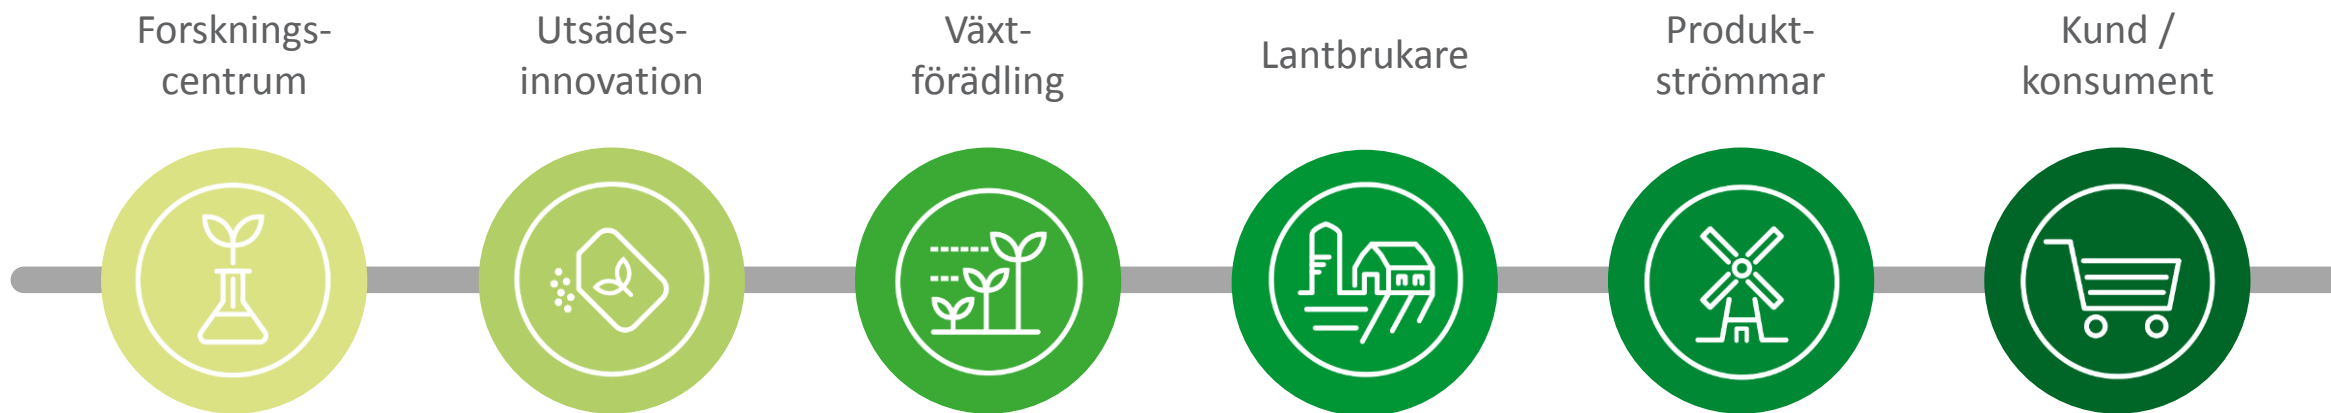 Forsknings-
centrum
Utsädes-
innovation
Växt-
förädling
Lantbrukare
Produkt-
strömmar
Kund /
konsument